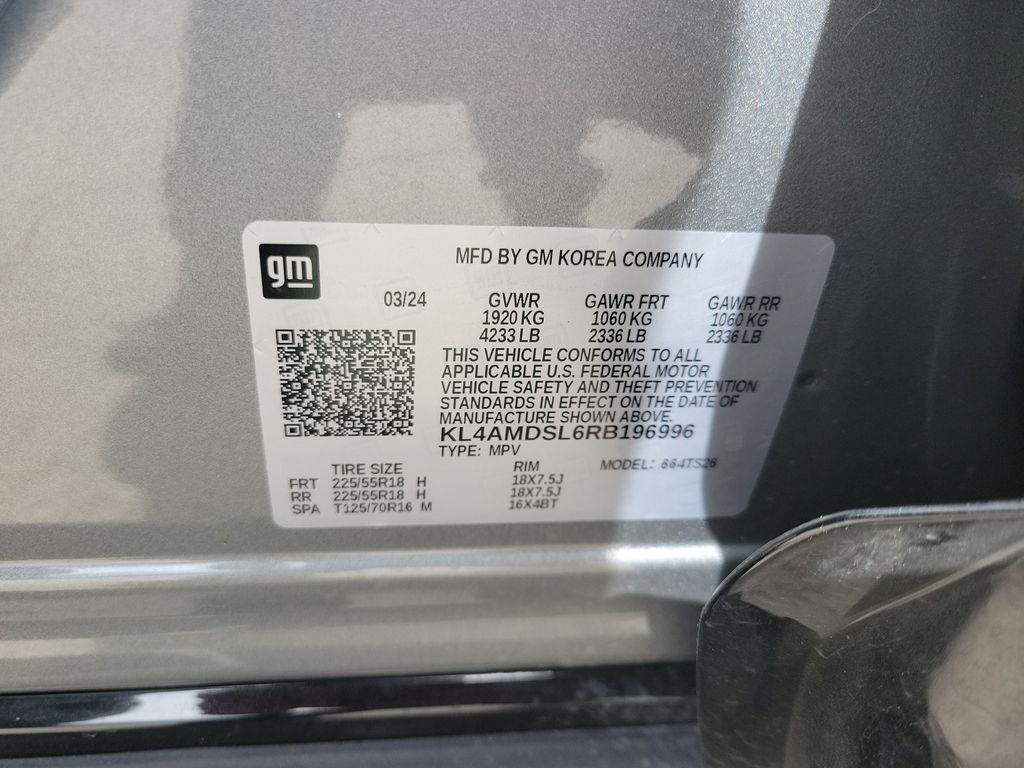 gm
MFD BY GM KOREA COMPANY
03/24 GVWR GAWR FRT GAWR RR
1920 KG 1060 KG 1060 KG
4233 LB 2336 LB 2336 LB
THIS VEHICLE CONFORMS TO ALL
APPLICABLE U.S. FEDERAL MOTOR
VEHICLE SAFETY AND THEFT PREVENTION
STANDARDS IN EFFECT ON THE DATE OF
MANUFACTURE SHOWN ABOVE.
KL4AMDSL6RB196996
TYPE: MPV
TIRE SIZE RIM MODEL:
FRT 225/55R18 H 18X7.5J
RR 225/55R18 H 18X7.5J
SPA T125/70R16 M 16X4BT